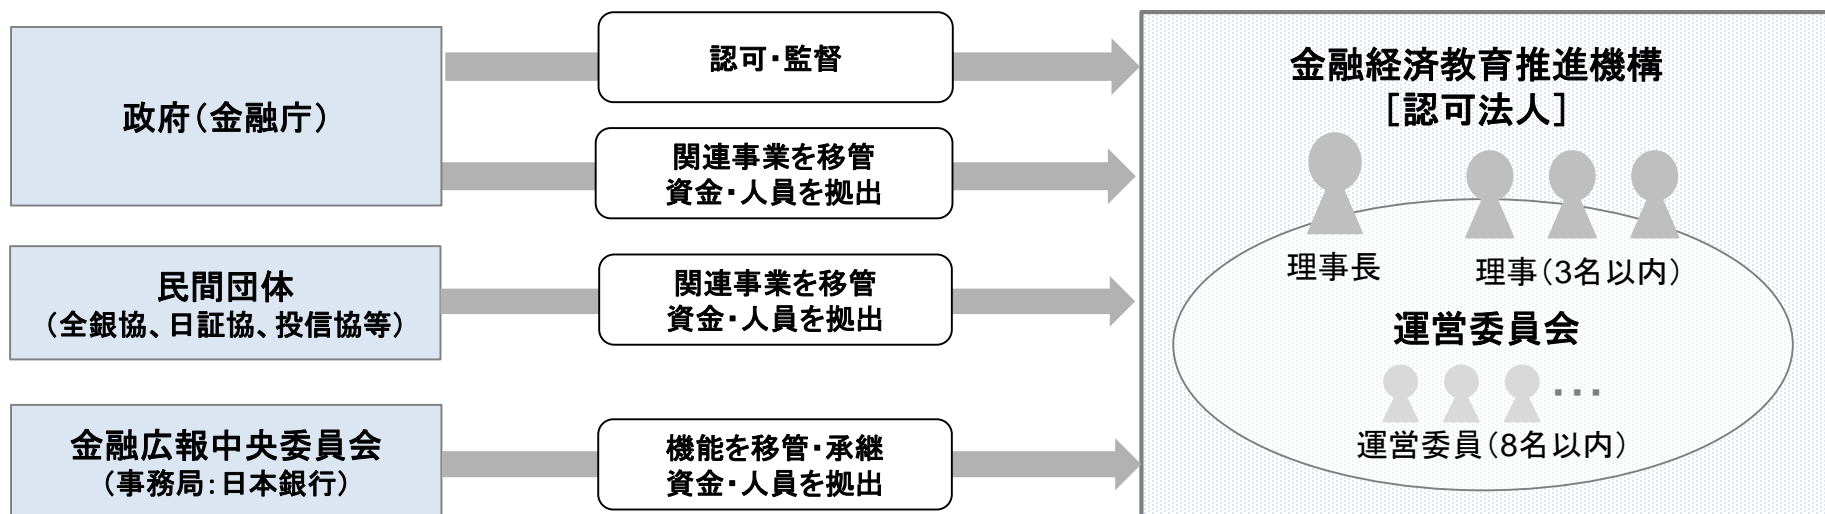 政府（金融庁）
認可・監督
関連事業を移管
資金・人員を拠出
民間団体
（全銀協、日証協、投信協等）
関連事業を移管
資金・人員を拠出
金融広報中央委員会
（事務局：日本銀行）
機能を移管・承継
資金・人員を拠出
金融経済教育推進機構
［認可法人］
理事長
理事（3名以内）
運営委員会
・・・
運営委員（8名以内）